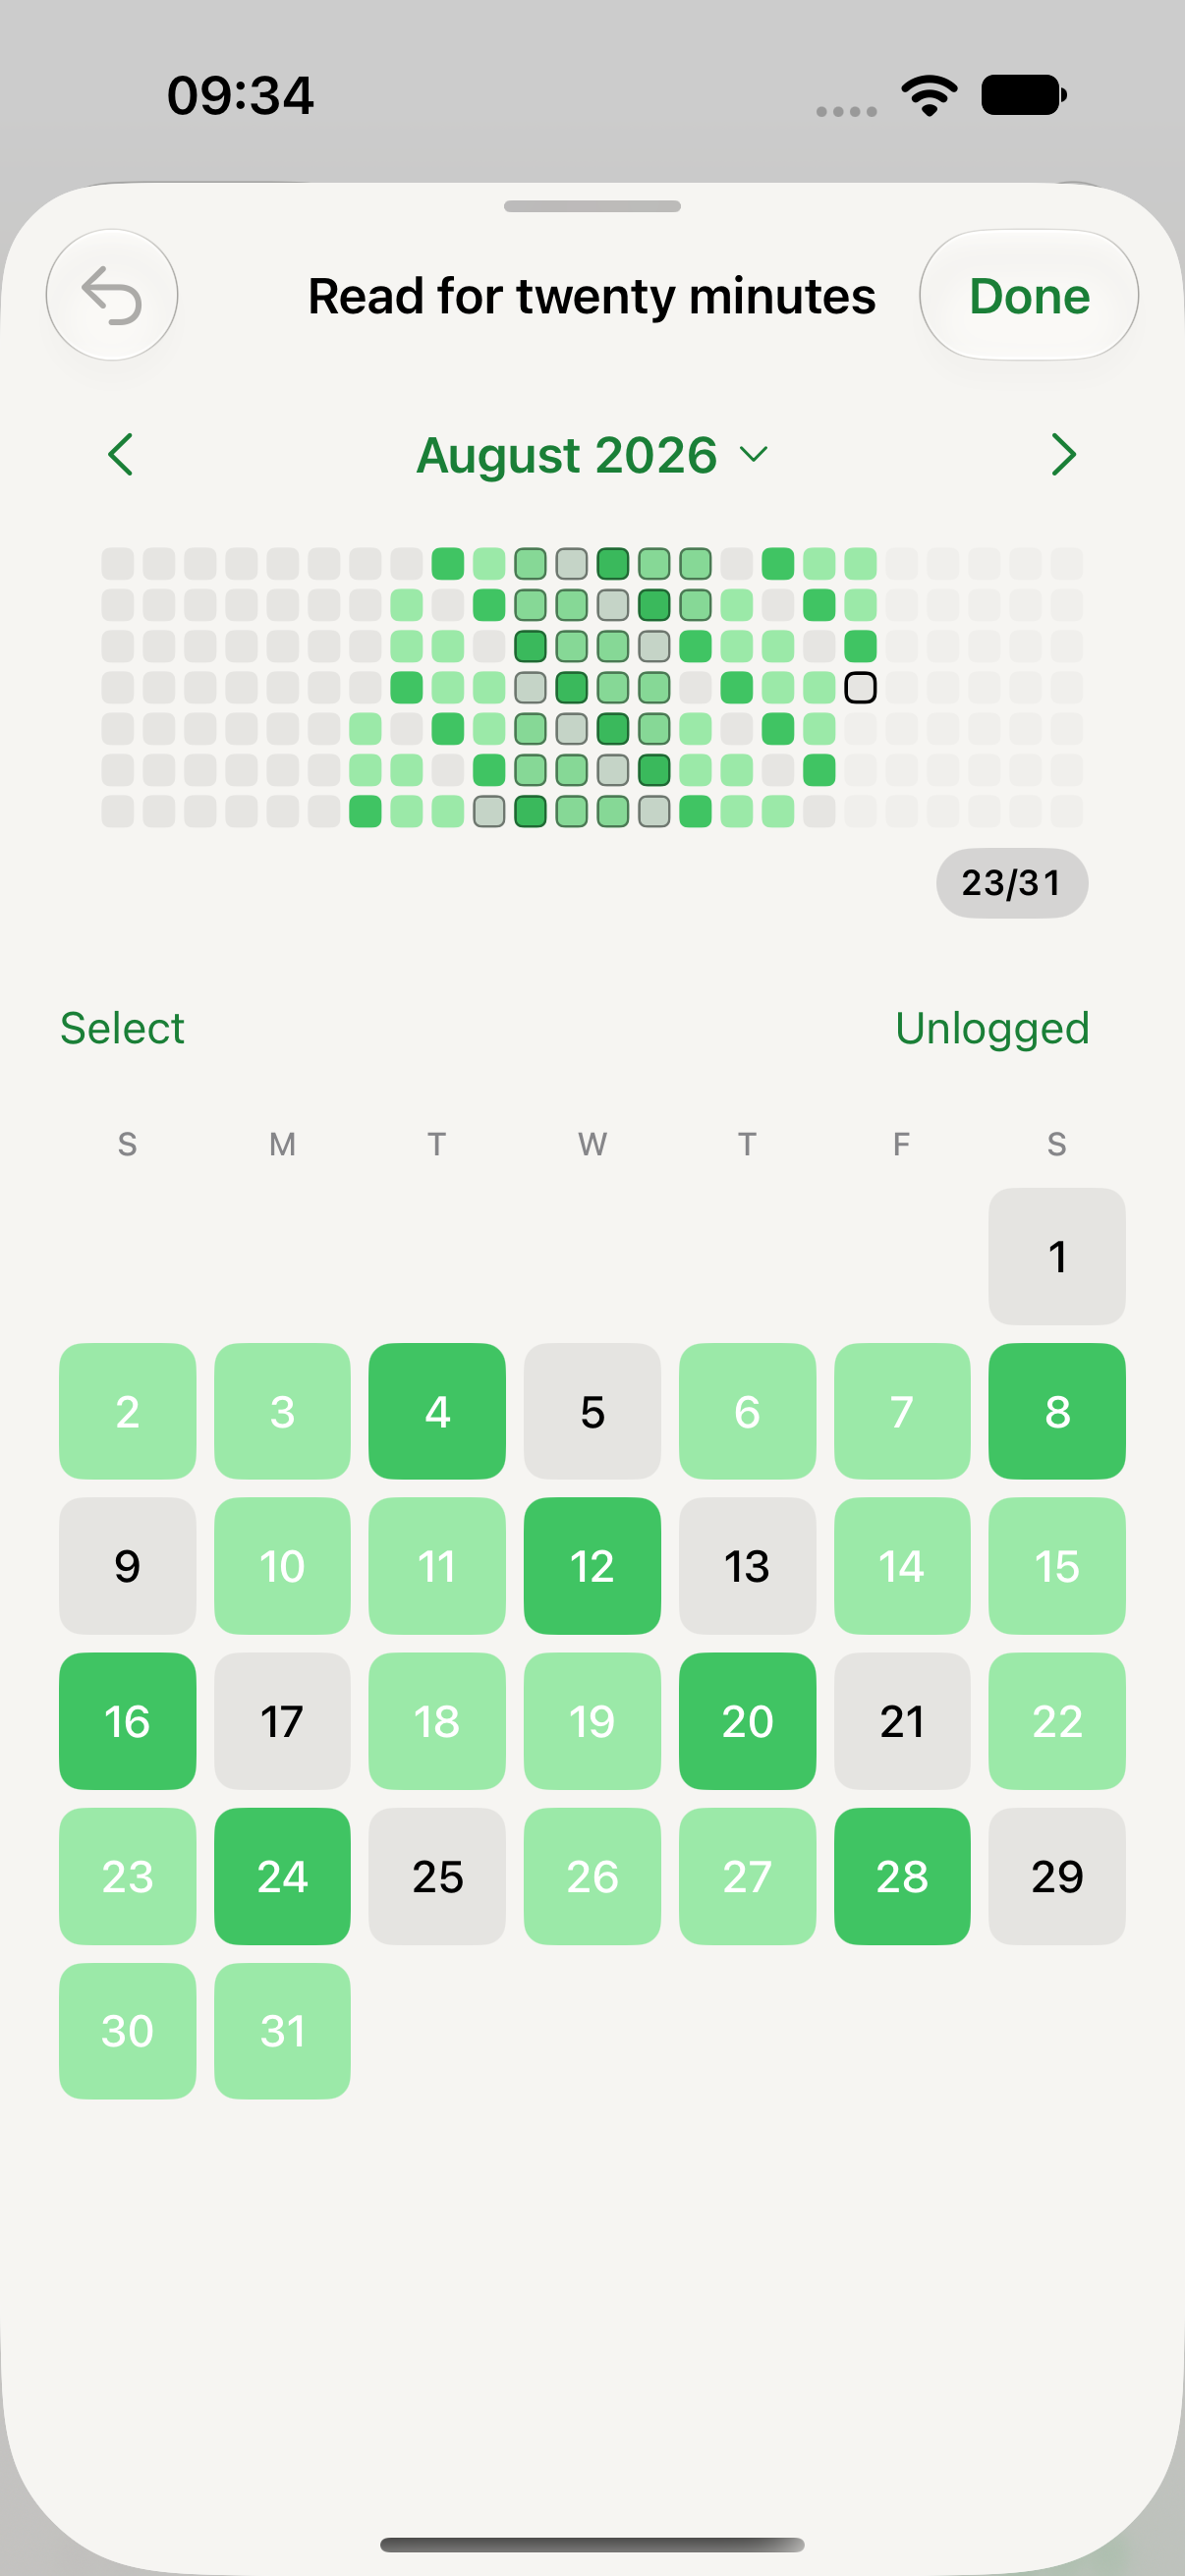 09:34
Read for twenty minutes
Done
August 2026
23/31
Select
Unlogged
S M T W T F S
1
2 3 4 5 6 7 8
9 10 11 12 13 14 15
16 17 18 19 20 21 22
23 24 25 26 27 28 29
30 31